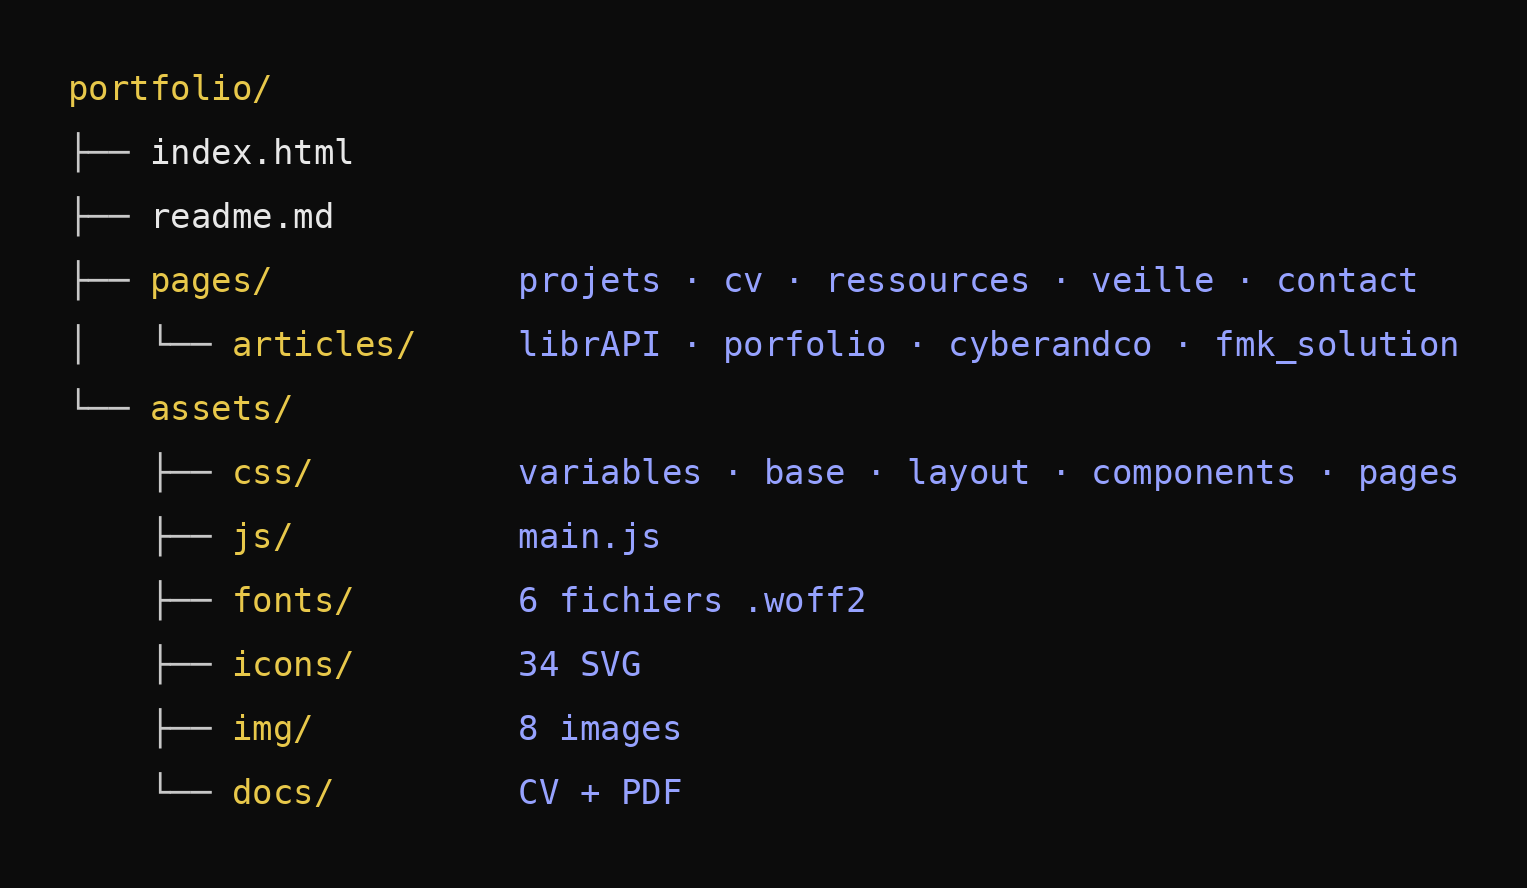 portfolio/
├── index.html
├── readme.md
├── pages/ projets · cv · ressources · veille · contact
│   └── articles/ librAPI · porfolio · cyberandco · fmk_solution
└── assets/
    ├── css/ variables · base · layout · components · pages
    ├── js/ main.js
    ├── fonts/ 6 fichiers .woff2
    ├── icons/ 34 SVG
    ├── img/ 8 images
    └── docs/ CV + PDF